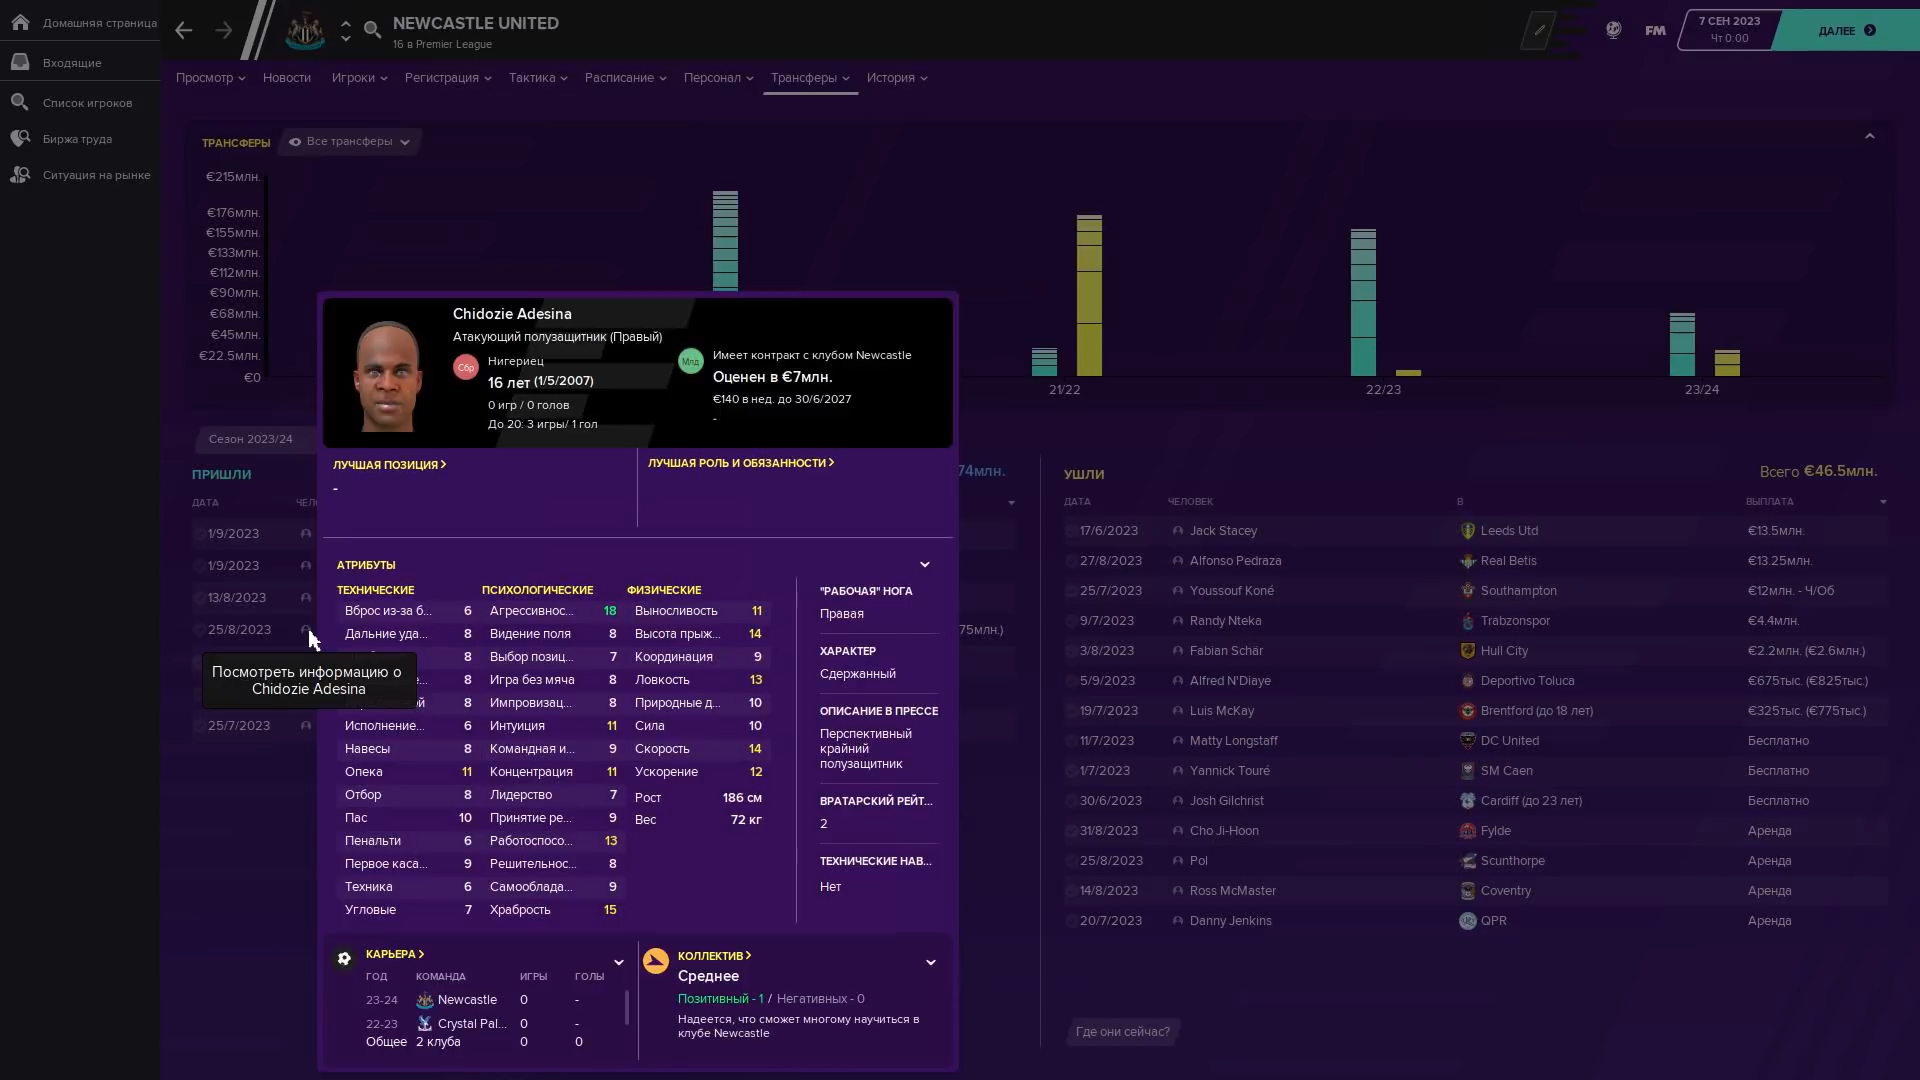 Домашняя страница
Входящие
Список игроков
Биржа труда
Ситуация на рынке
NEWCASTLE UNITED
16 в Premier League
FM
7 СЕН 2023
Чт 0:00
ДАЛЕЕ
Просмотр Новости Игроки Регистрация Тактика Расписание Персонал Трансферы История
ТРАНСФЕРЫ Все трансферы
€215млн.
€176млн.
€155млн.
€133млн.
€112млн.
€90млн.
€68млн.
€45млн.
€22.5млн.
€0
21/22 22/23 23/24
Сезон 2023/24
ПРИШЛИ
74млн.
ДАТА
1/9/2023
1/9/2023
13/8/2023
25/8/2023
75млн.)
25/7/2023
Посмотреть информацию о
Chidozie Adesina
Chidozie Adesina
Атакующий полузащитник (Правый)
Сбр
Нигериец
16 лет (1/5/2007)
0 игр / 0 голов
До 20: 3 игры/ 1 гол
Млд
Имеет контракт с клубом Newcastle
Оценен в €7млн.
€140 в нед. до 30/6/2027
-
ЛУЧШАЯ ПОЗИЦИЯ
-
ЛУЧШАЯ РОЛЬ И ОБЯЗАННОСТИ
АТРИБУТЫ
ТЕХНИЧЕСКИЕ ПСИХОЛОГИЧЕСКИЕ ФИЗИЧЕСКИЕ
Вброс из-за б... 6 Агрессивнос... 18 Выносливость 11
Дальние уда... 8 Видение поля 8 Высота прыж... 14
8 Выбор позиц... 7 Координация 9
8 Игра без мяча 8 Ловкость 13
8 Импровизац... 8 Природные д... 10
Исполнение... 6 Интуиция 11 Сила 10
Навесы 8 Командная и... 9 Скорость 14
Опека 11 Концентрация 11 Ускорение 12
Отбор 8 Лидерство 7 Рост 186 см
Пас 10 Принятие ре... 9 Вес 72 кг
Пенальти 6 Работоспосо... 13
Первое каса... 9 Решительнос... 8
Техника 6 Самооблада... 9
Угловые 7 Храбрость 15
"РАБОЧАЯ" НОГА
Правая
ХАРАКТЕР
Сдержанный
ОПИСАНИЕ В ПРЕССЕ
Перспективный
крайний
полузащитник
ВРАТАРСКИЙ РЕЙТ...
2
ТЕХНИЧЕСКИЕ НАВ...
Нет
КАРЬЕРА
ГОД КОМАНДА ИГРЫ ГОЛЫ
23-24 Newcastle 0 -
22-23 Crystal Pal... 0 -
Общее 2 клуба 0 0
КОЛЛЕКТИВ
Среднее
Позитивный - 1 / Негативных - 0
Надеется, что сможет многому научиться в
клубе Newcastle
УШЛИ Всего €46.5млн.
ДАТА ЧЕЛОВЕК В ВЫПЛАТА
17/6/2023 Jack Stacey Leeds Utd €13.5млн.
27/8/2023 Alfonso Pedraza Real Betis €13.25млн.
25/7/2023 Youssouf Koné Southampton €12млн. - Ч/Об
9/7/2023 Randy Nteka Trabzonspor €4.4млн.
3/8/2023 Fabian Schär Hull City €2.2млн. (€2.6млн.)
5/9/2023 Alfred N'Diaye Deportivo Toluca €675тыс. (€825тыс.)
19/7/2023 Luis McKay Brentford (до 18 лет) €325тыс. (€775тыс.)
11/7/2023 Matty Longstaff DC United Бесплатно
1/7/2023 Yannick Touré SM Caen Бесплатно
30/6/2023 Josh Gilchrist Cardiff (до 23 лет) Бесплатно
31/8/2023 Cho Ji-Hoon Fylde Аренда
25/8/2023 Pol Scunthorpe Аренда
14/8/2023 Ross McMaster Coventry Аренда
20/7/2023 Danny Jenkins QPR Аренда
Где они сейчас?